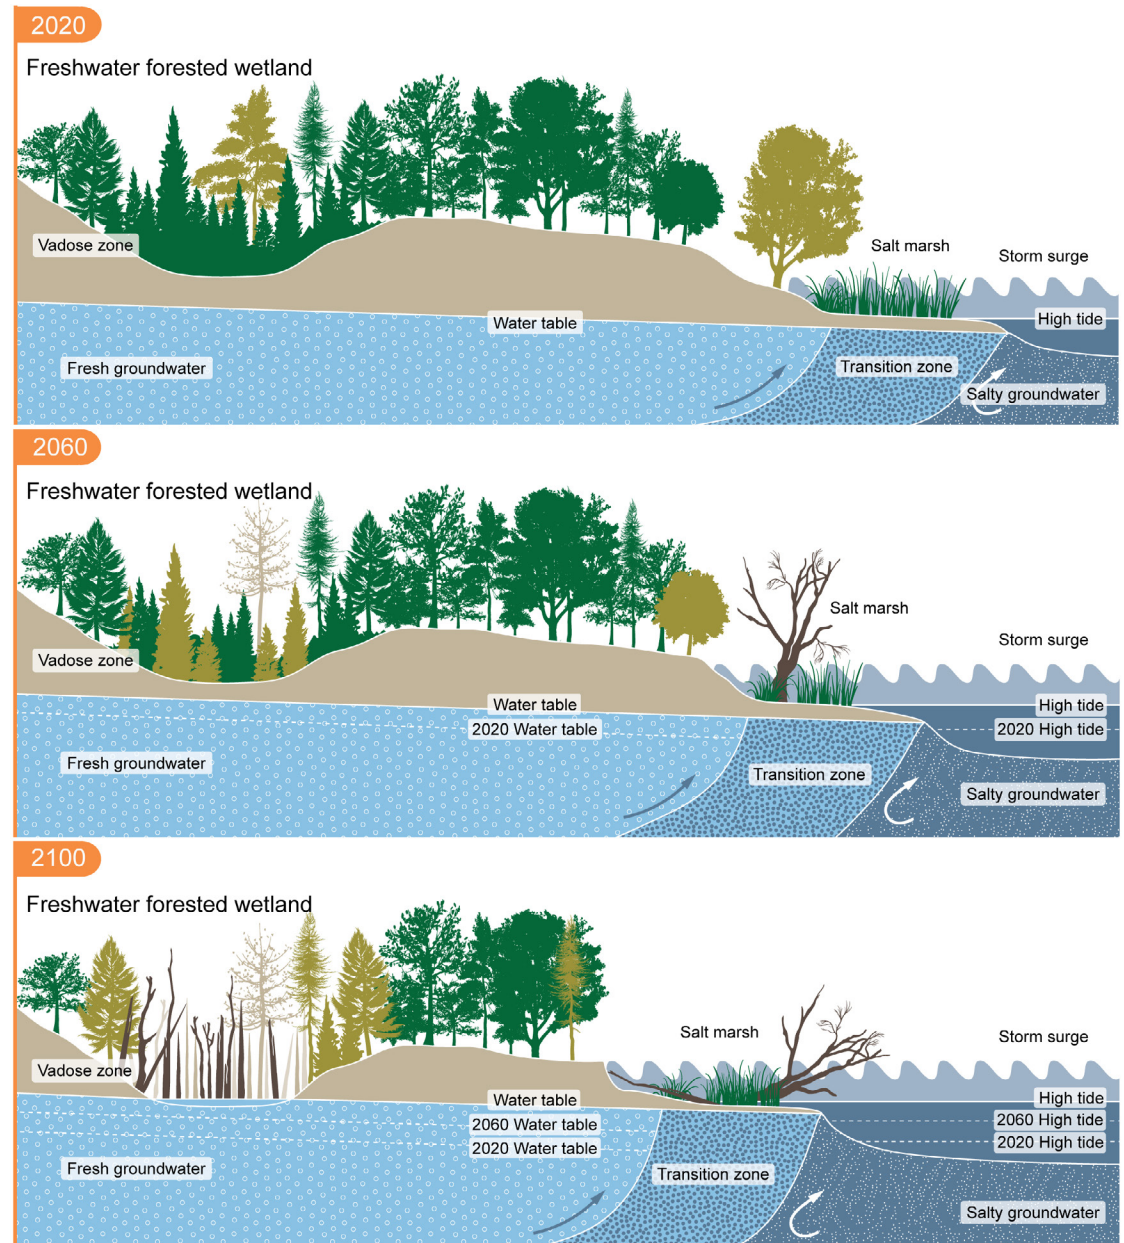 2020
Freshwater forested wetland
Salt marsh
Storm surge
Vadose zone
Water table
High tide
Fresh groundwater
Transition zone
Salty groundwater
2060
Freshwater forested wetland
Salt marsh
Storm surge
Vadose zone
Water table
High tide
2020 Water table
2020 High tide
Fresh groundwater
Transition zone
Salty groundwater
2100
Freshwater forested wetland
Salt marsh
Storm surge
Vadose zone
Water table
High tide
2060 Water table
2060 High tide
2020 Water table
2020 High tide
Fresh groundwater
Transition zone
Salty groundwater